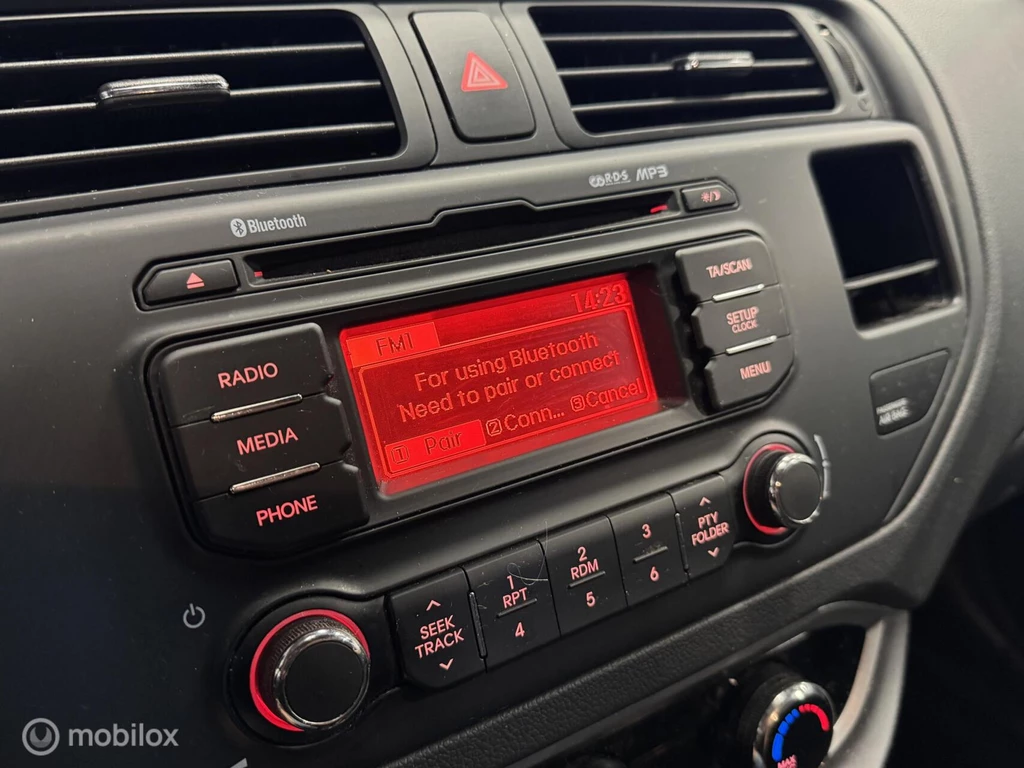 Bluetooth
R·D·S MP3
TA/SCAN
SETUP
CLOCK
MENU
RADIO
MEDIA
PHONE
FM1 14:23
For using Bluetooth
Need to pair or connect
1 Pair 2 Conn... 3 Cancel
SEEK
TRACK
1
RPT
4
2
RDM
5
3
6
PTY
FOLDER
AIRBAG
MAX
mobilox